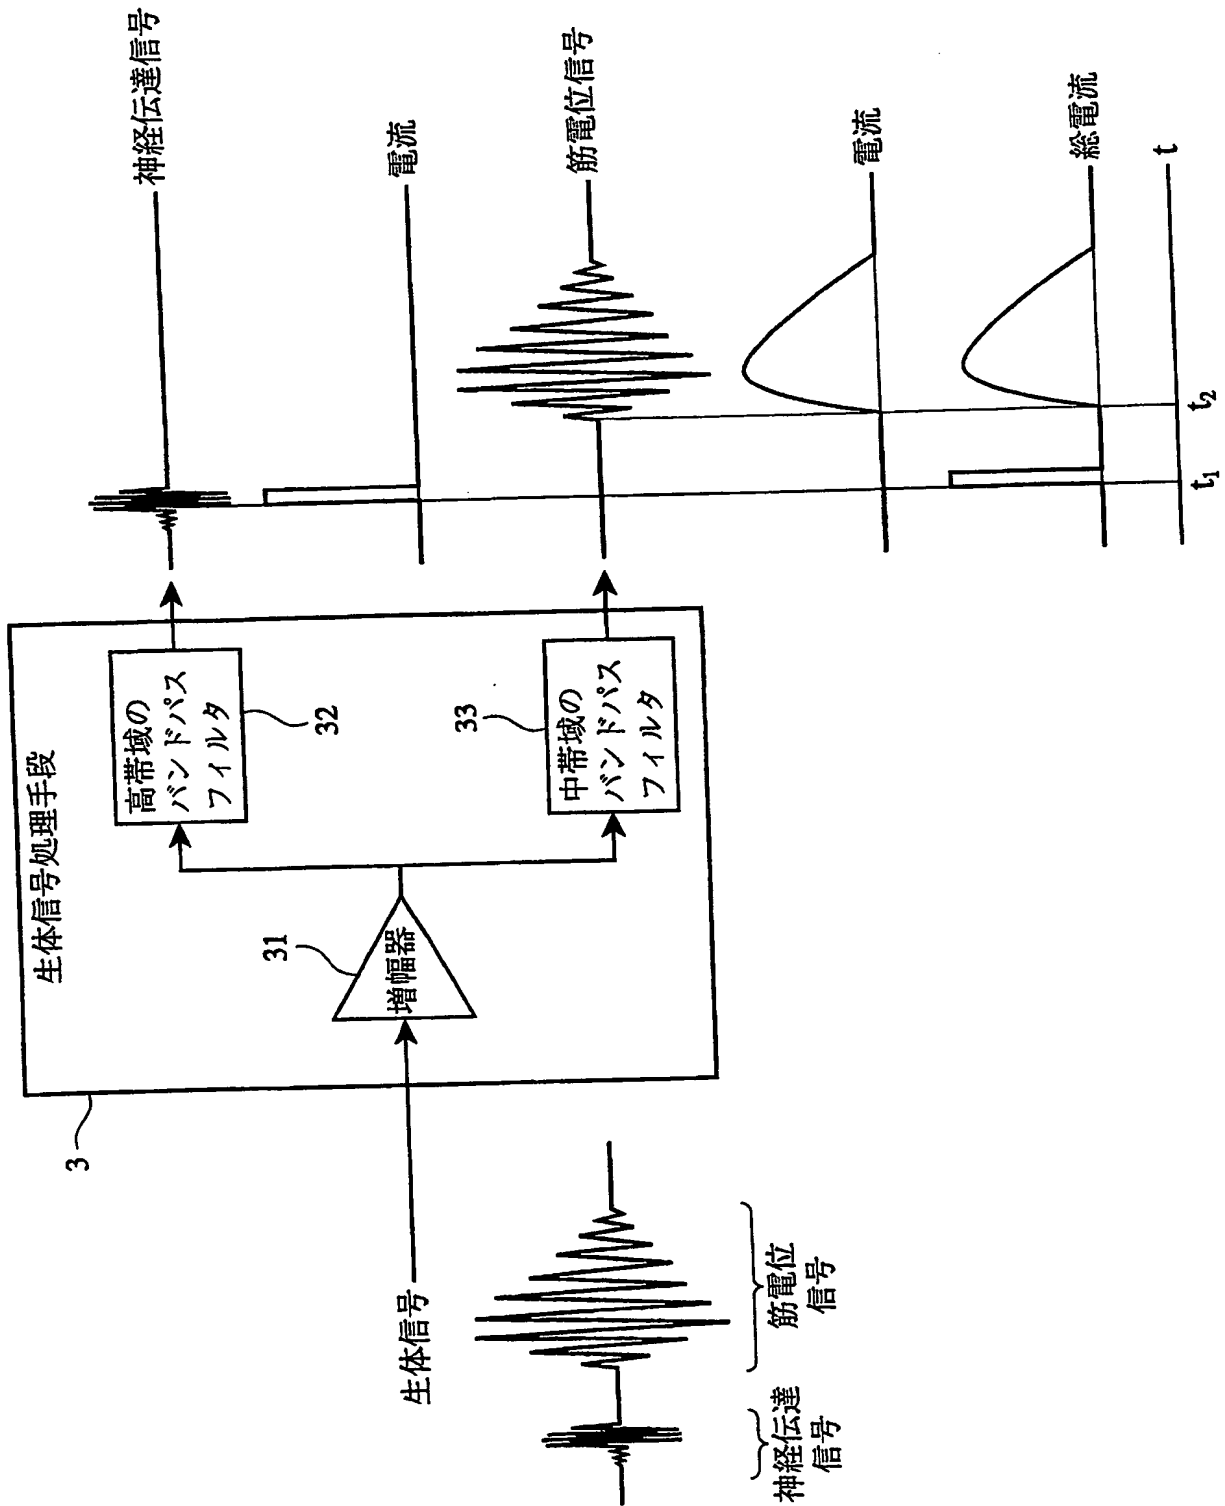 生体信号処理手段
3
生体信号
神経伝達
信号
筋電位
信号
31
増幅器
高帯域の
バンドパス
フィルタ
32
33
中帯域の
バンドパス
フィルタ
神経伝達信号
電流
筋電位信号
電流
総電流
t
t₁
t₂